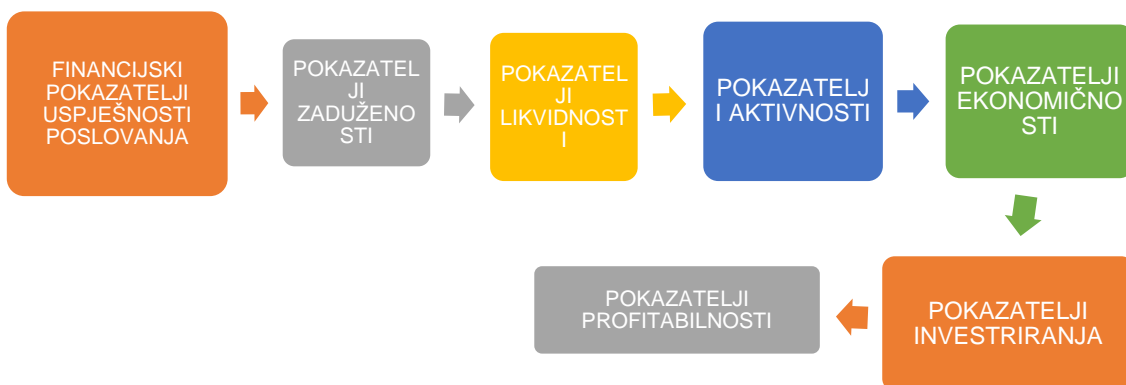 FINANCIJSKI
POKAZATELJI
USPJEŠNOSTI
POSLOVANJA
POKAZATEL
JI
ZADUŽENO
STI
POKAZATEL
JI
LIKVIDNOST
I
POKAZATELJ
I AKTIVNOSTI
POKAZATELJI
EKONOMIČNO
STI
POKAZATELJI
INVESTRIRANJA
POKAZATELJI
PROFITABILNOSTI